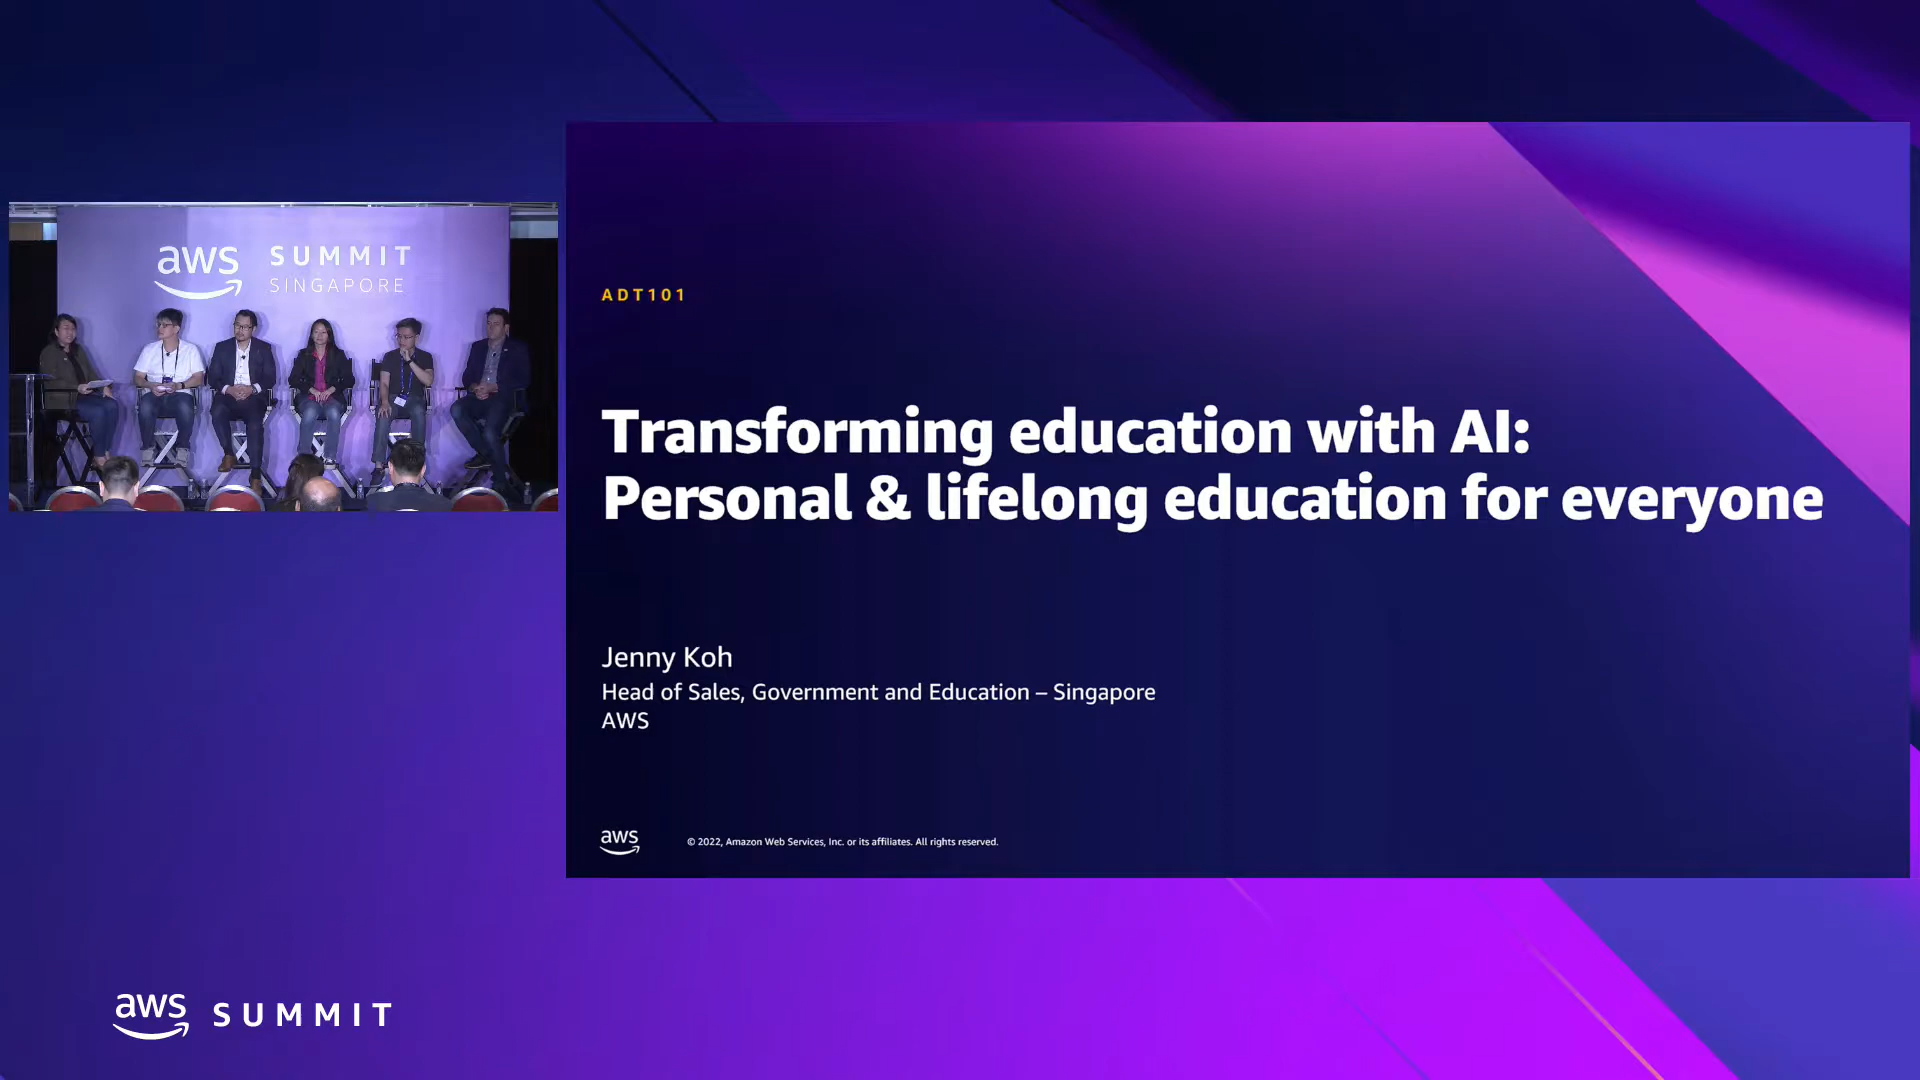 aws SUMMIT
SINGAPORE
ADT101
Transforming education with AI:
Personal & lifelong education for everyone
Jenny Koh
Head of Sales, Government and Education – Singapore
AWS
aws
© 2022, Amazon Web Services, Inc. or its affiliates. All rights reserved.
aws SUMMIT